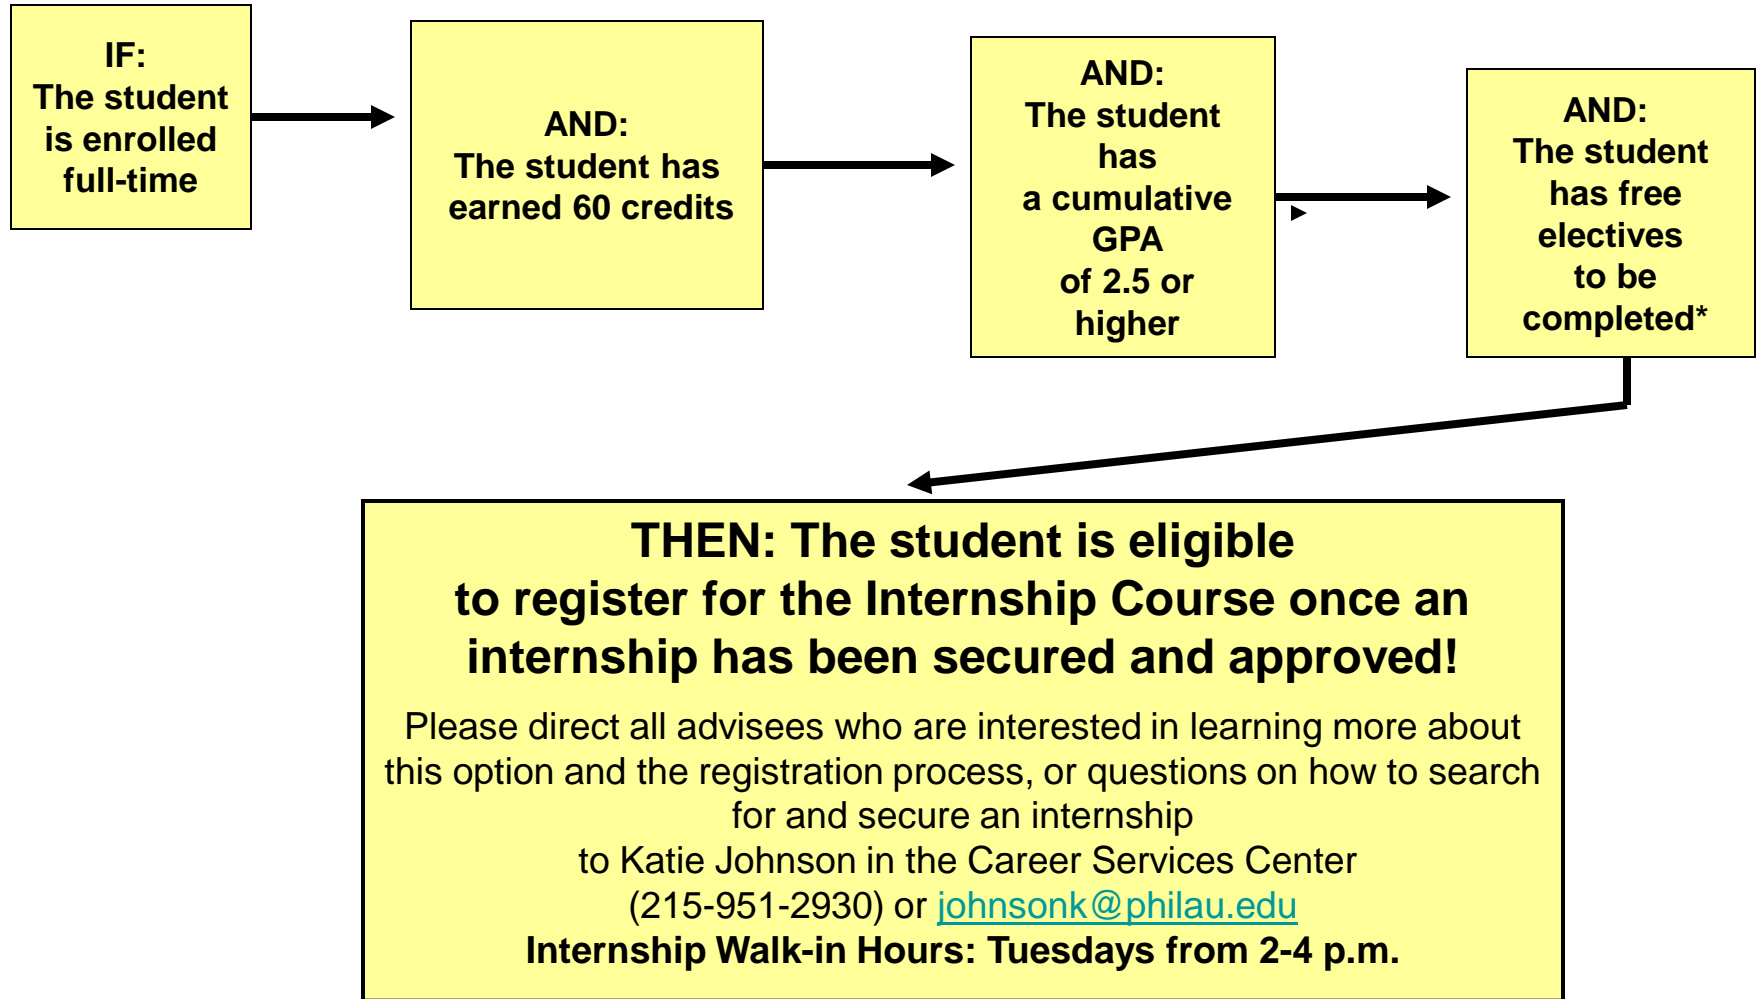 IF:
The student
is enrolled
full-time
AND:
The student has
earned 60 credits
AND:
The student
has
a cumulative
GPA
of 2.5 or
higher
AND:
The student
has free
electives
to be
completed*
THEN: The student is eligible
to register for the Internship Course once an
internship has been secured and approved!
Please direct all advisees who are interested in learning more about
this option and the registration process, or questions on how to search
for and secure an internship
to Katie Johnson in the Career Services Center
(215-951-2930) or johnsonk@philau.edu
Internship Walk-in Hours: Tuesdays from 2-4 p.m.